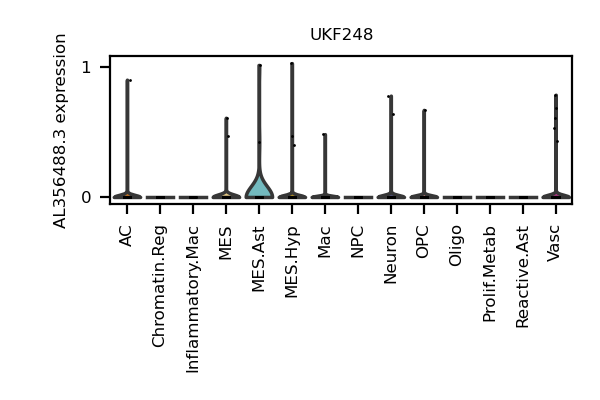 UKF248
AL356488.3 expression
1
0
AC
Chromatin.Reg
Inflammatory.Mac
MES
MES.Ast
MES.Hyp
Mac
NPC
Neuron
OPC
Oligo
Prolif.Metab
Reactive.Ast
Vasc